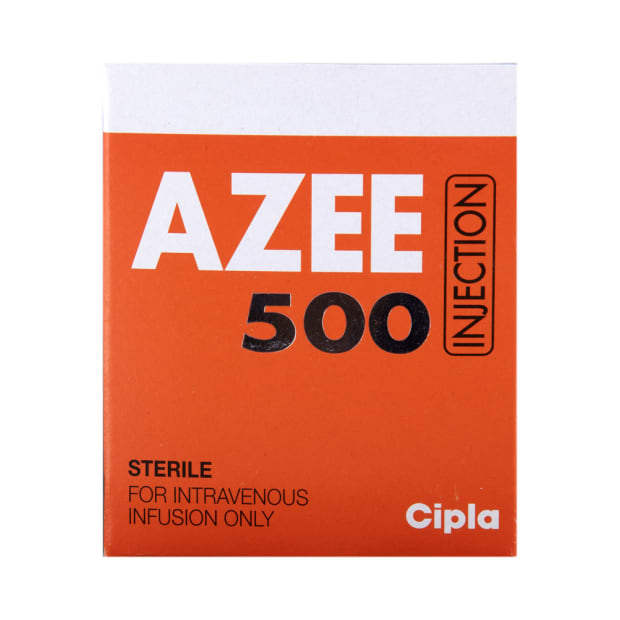 AZEE
500
INJECTION
STERILE
FOR INTRAVENOUS
INFUSION ONLY
Cipla